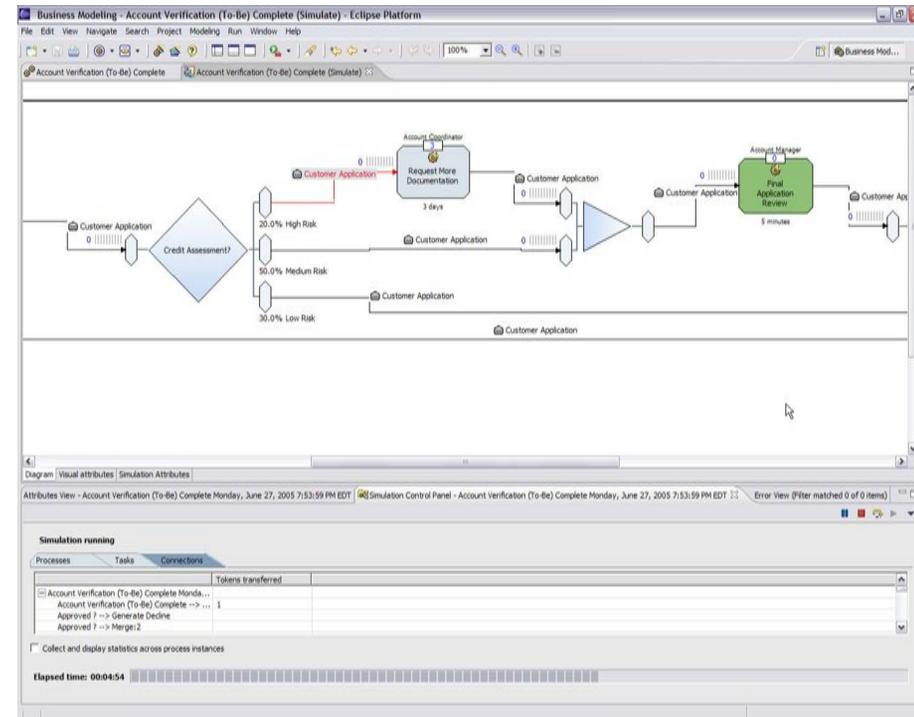 Business Modeling - Account Verification (To-Be) Complete (Simulate) - Eclipse Platform
File Edit View Navigate Search Project Modeling Run Window Help
100%
Business Mod...
Account Verification (To-Be) Complete
Account Verification (To-Be) Complete (Simulate)
Account Coordinator
3
Request More Documentation
3 days
Account Manager
0
Final Application Review
5 minutes
0
Customer Application
Customer Application
0
Customer Application
0
Customer App
0
Customer Application
0
Credit Assessment?
20.0% High Risk
Customer Application
0
50.0% Medium Risk
Customer Application
30.0% Low Risk
Customer Application
Diagram Visual attributes Simulation Attributes
Attributes View - Account Verification (To-Be) Complete Monday, June 27, 2005 7:53:59 PM EDT
Simulation Control Panel - Account Verification (To-Be) Complete Monday, June 27, 2005 7:53:59 PM EDT
Error View (Filter matched 0 of 0 items)
Simulation running
Processes Tasks Connections
Tokens transferred
Account Verification (To-Be) Complete Monda...
Account Verification (To-Be) Complete --> ... 1
Approved ? --> Generate Decline
Approved ? --> Merge:2
Collect and display statistics across process instances
Elapsed time: 00:04:54